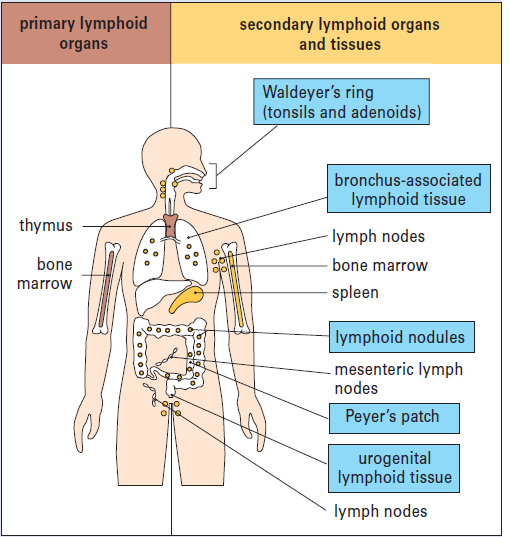 primary lymphoid
organs
secondary lymphoid organs
and tissues
Waldeyer's ring
(tonsils and adenoids)
bronchus-associated
lymphoid tissue
thymus
lymph nodes
bone
marrow
bone marrow
spleen
lymphoid nodules
mesenteric lymph
nodes
Peyer's patch
urogenital
lymphoid tissue
lymph nodes